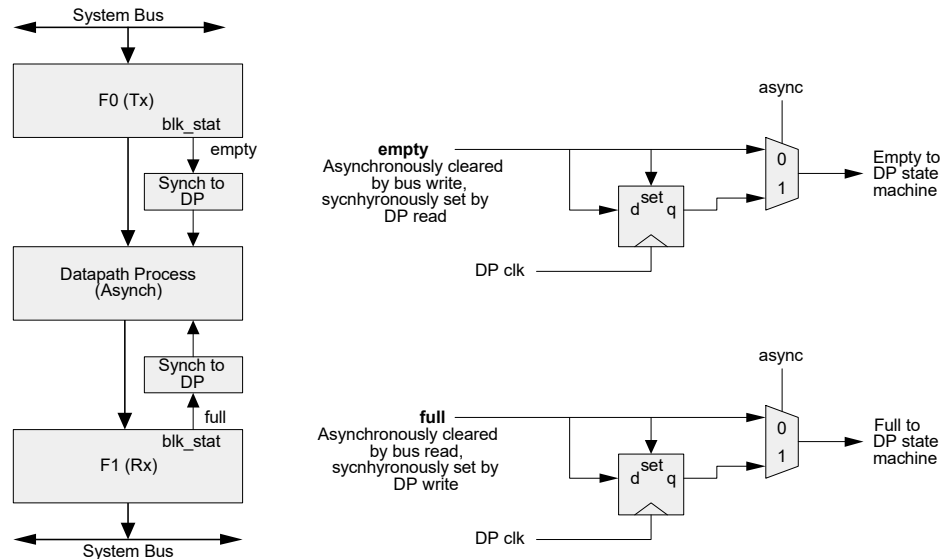 System Bus
F0 (Tx)
blk_stat
empty
Synch to
DP
Datapath Process
(Asynch)
Synch to
DP
full
blk_stat
F1 (Rx)
System Bus
async
empty
Asynchronously cleared
by bus write,
sycnhyronously set by
DP read
0
1
Empty to
DP state
machine
set
d
q
DP clk
async
full
Asynchronously cleared
by bus read,
sycnhyronously set by
DP write
0
1
Full to
DP state
machine
set
d
q
DP clk